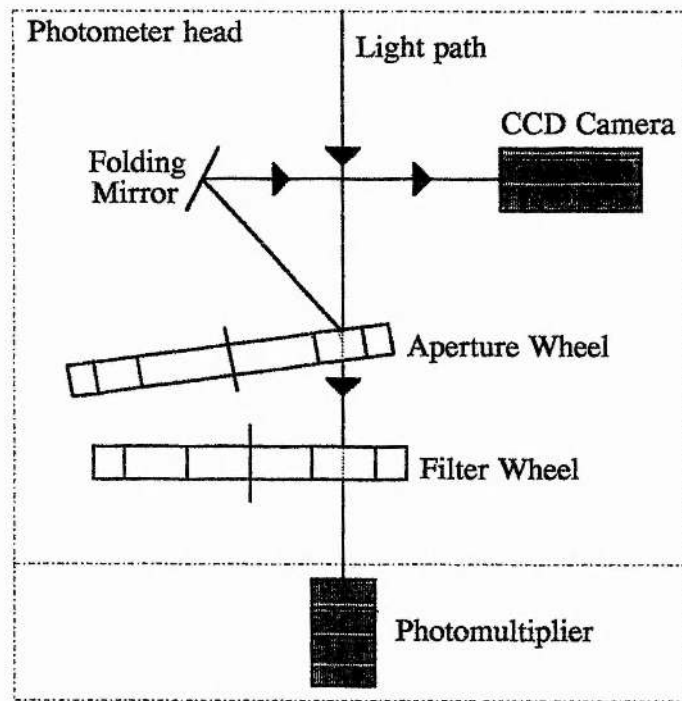 Photometer head
Light path
CCD Camera
Folding
Mirror
Aperture Wheel
Filter Wheel
Photomultiplier